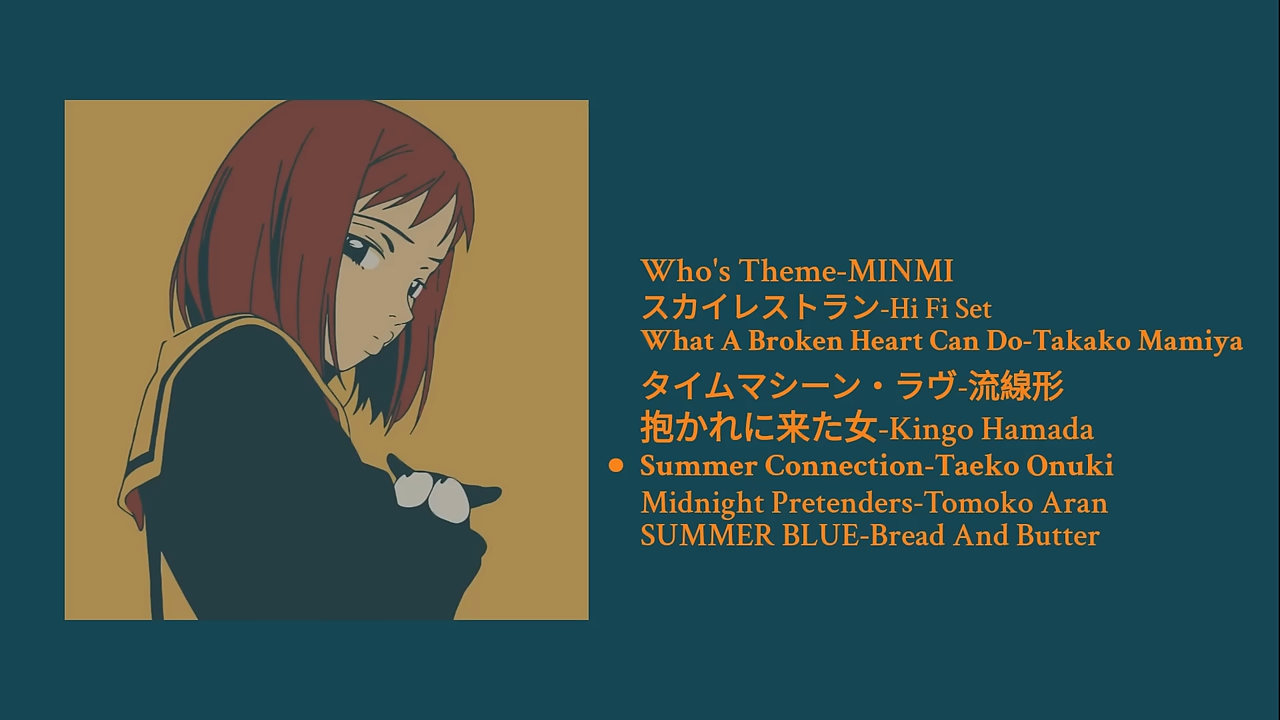 Who's Theme-MINMI
スカイレストラン-Hi Fi Set
What A Broken Heart Can Do-Takako Mamiya
タイムマシーン・ラヴ-流線形
抱かれに来た女-Kingo Hamada
Summer Connection-Taeko Onuki
Midnight Pretenders-Tomoko Aran
SUMMER BLUE-Bread And Butter